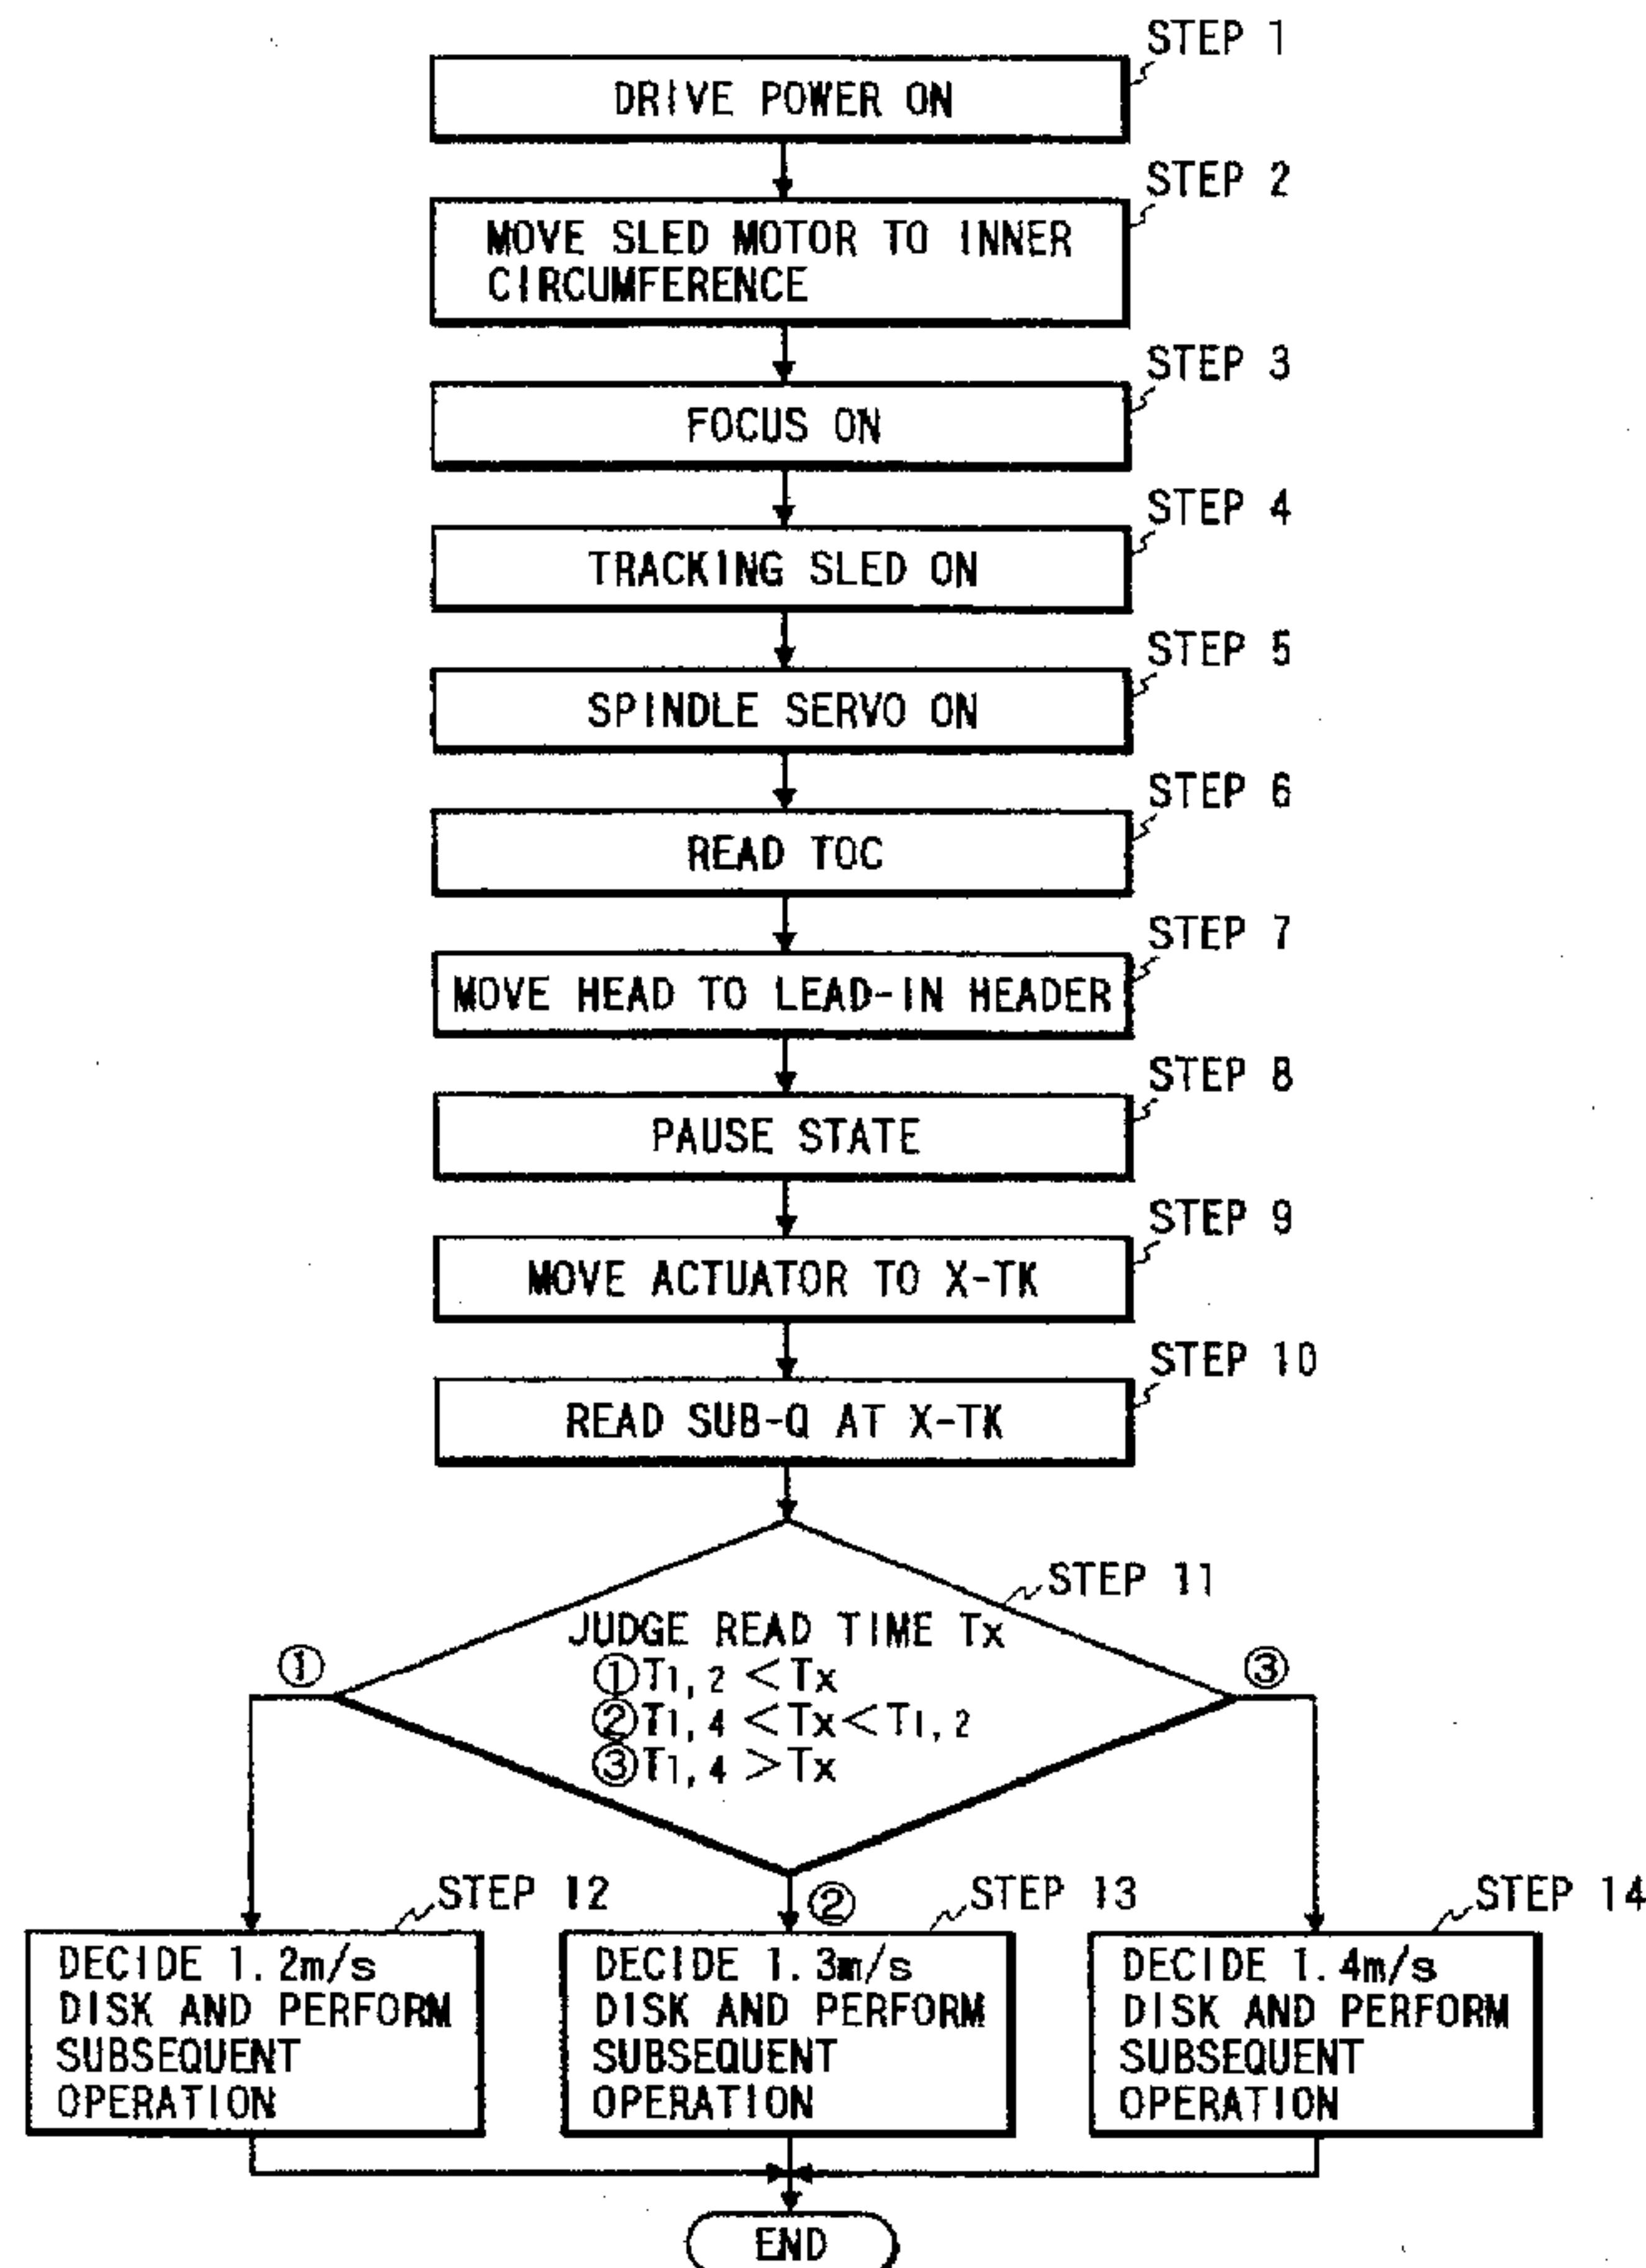 STEP 1
DRIVE POWER ON
STEP 2
MOVE SLED MOTOR TO INNER
CIRCUMFERENCE
STEP 3
FOCUS ON
STEP 4
TRACKING SLED ON
STEP 5
SPINDLE SERVO ON
STEP 6
READ TOC
STEP 7
MOVE HEAD TO LEAD-IN HEADER
STEP 8
PAUSE STATE
STEP 9
MOVE ACTUATOR TO X-TK
STEP 10
READ SUB-Q AT X-TK
STEP 11
JUDGE READ TIME Tx
①T1,2 <Tx
②T1,4 <Tx<T1,2
③T1,4 >Tx
①
③
②
STEP 12
DECIDE 1.2m/s
DISK AND PERFORM
SUBSEQUENT
OPERATION
STEP 13
DECIDE 1.3m/s
DISK AND PERFORM
SUBSEQUENT
OPERATION
STEP 14
DECIDE 1.4m/s
DISK AND PERFORM
SUBSEQUENT
OPERATION
END